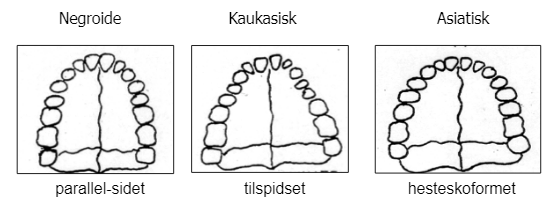 Negroide Kaukasisk Asiatisk
parallel-sidet tilspidset hesteskoformet